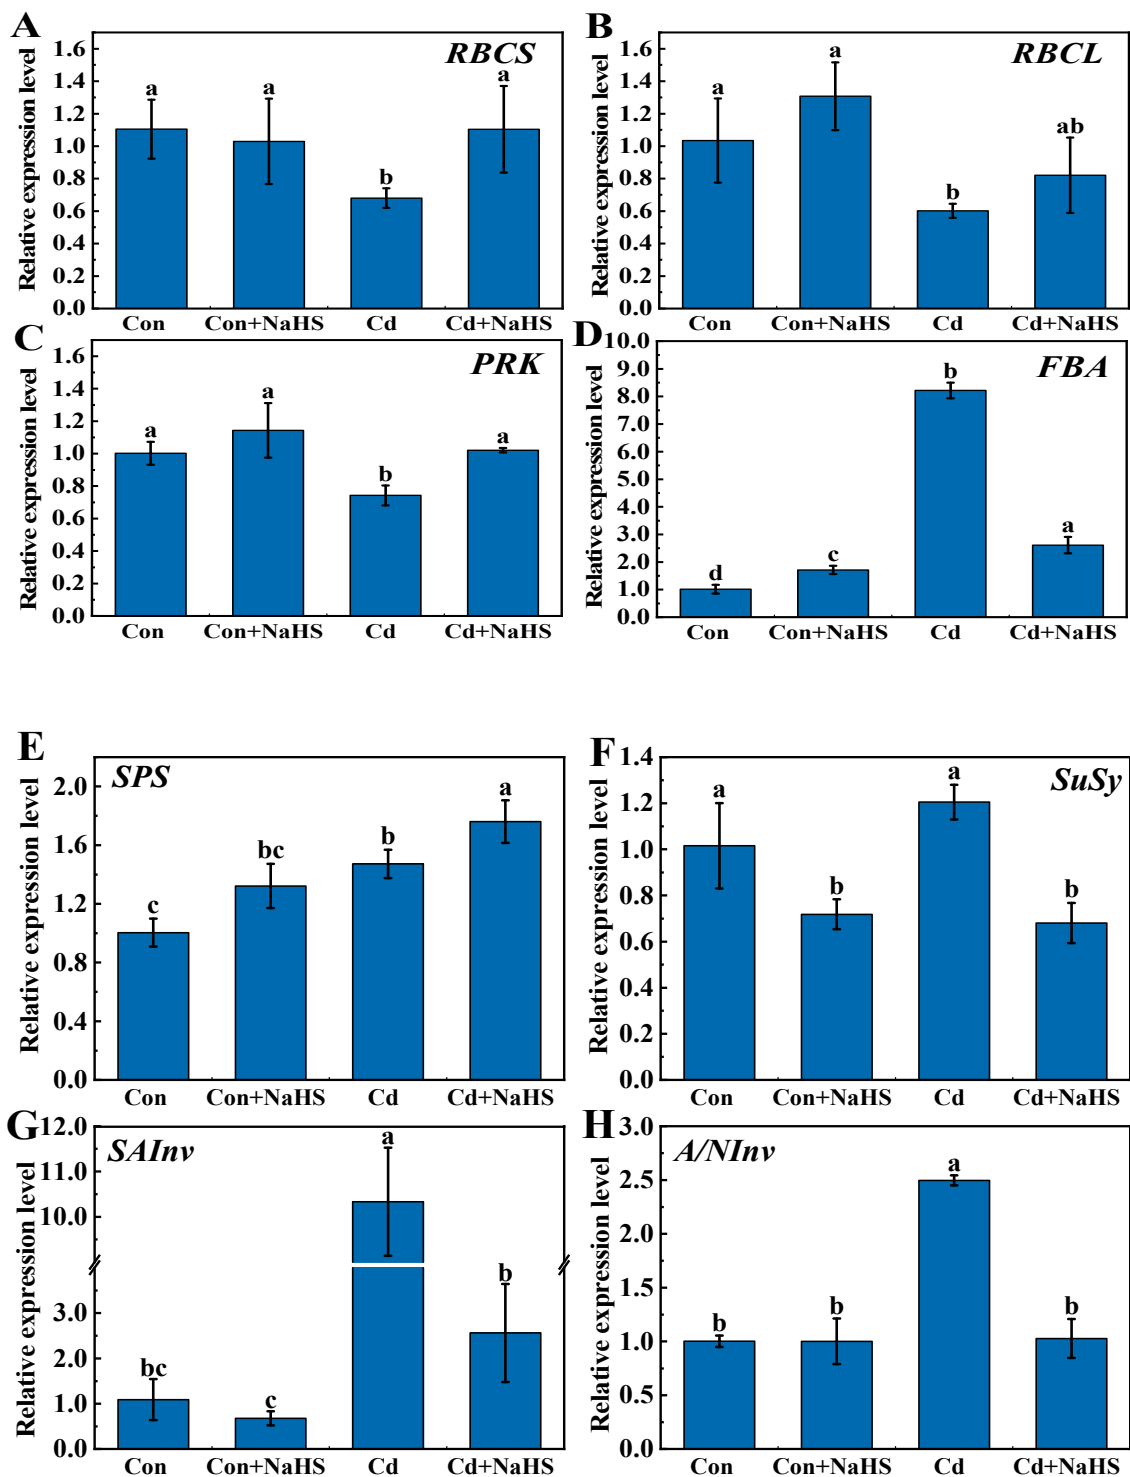 A
RBCS
Relative expression level
1.6
1.4
1.2
1.0
0.8
0.6
0.4
0.2
0.0
a
a
b
a
Con
Con+NaHS
Cd
Cd+NaHS
B
RBCL
Relative expression level
1.6
1.4
1.2
1.0
0.8
0.6
0.4
0.2
0.0
a
a
b
ab
Con
Con+NaHS
Cd
Cd+NaHS
C
PRK
Relative expression level
1.6
1.4
1.2
1.0
0.8
0.6
0.4
0.2
0.0
a
a
b
a
Con
Con+NaHS
Cd
Cd+NaHS
D
FBA
Relative expression level
10.0
9.0
8.0
7.0
6.0
5.0
4.0
3.0
2.0
1.0
0.0
d
c
b
a
Con
Con+NaHS
Cd
Cd+NaHS
E
SPS
Relative expression level
2.0
1.6
1.2
0.8
0.4
0.0
c
bc
b
a
Con
Con+NaHS
Cd
Cd+NaHS
F
SuSy
Relative expression level
1.4
1.2
1.0
0.8
0.6
0.4
0.2
0.0
a
b
a
b
Con
Con+NaHS
Cd
Cd+NaHS
G
SAInv
Relative expression level
12.0
11.0
10.0
3.0
2.0
1.0
0.0
bc
c
a
b
Con
Con+NaHS
Cd
Cd+NaHS
H
A/NInv
Relative expression level
3.0
2.5
2.0
1.5
1.0
0.5
0.0
b
b
a
b
Con
Con+NaHS
Cd
Cd+NaHS